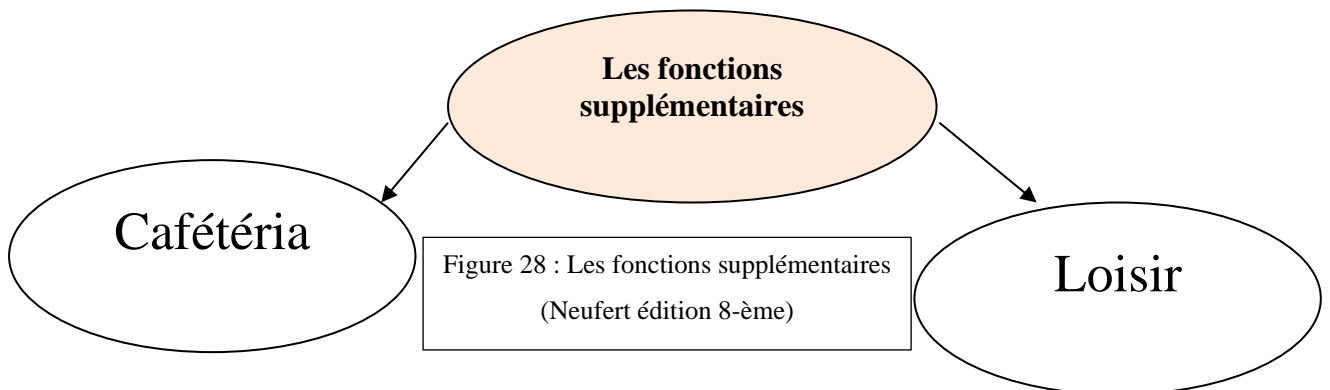 Les fonctions
supplémentaires
Cafétéria
Figure 28 : Les fonctions supplémentaires
(Neufert édition 8-ème)
Loisir